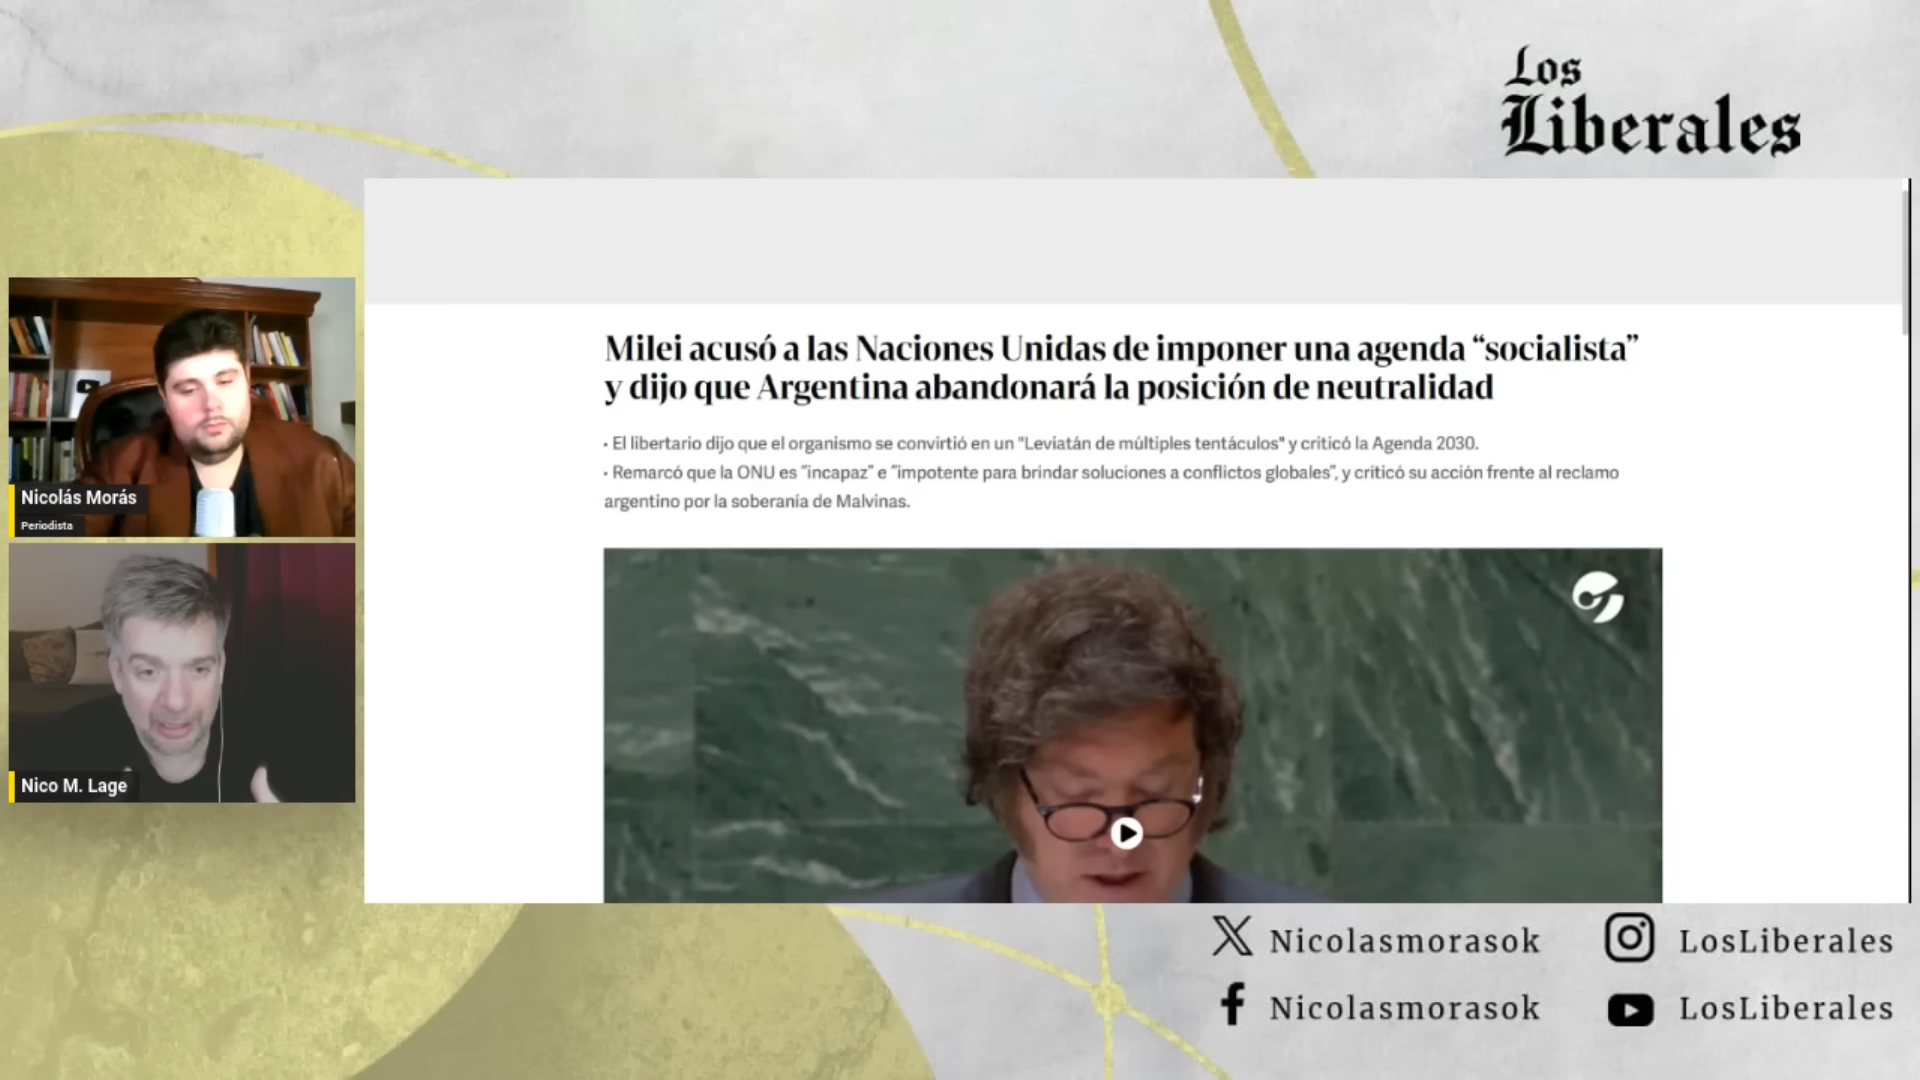 Los
Liberales
Milei acusó a las Naciones Unidas de imponer una agenda “socialista”
y dijo que Argentina abandonará la posición de neutralidad
· El libertario dijo que el organismo se convirtió en un "Leviatán de múltiples tentáculos" y criticó la Agenda 2030.
· Remarcó que la ONU es “incapaz” e “impotente para brindar soluciones a conflictos globales”, y criticó su acción frente al reclamo
argentino por la soberanía de Malvinas.
Nicolás Morás
Periodista
Nico M. Lage
Nicolasmorasok
LosLiberales
Nicolasmorasok
LosLiberales